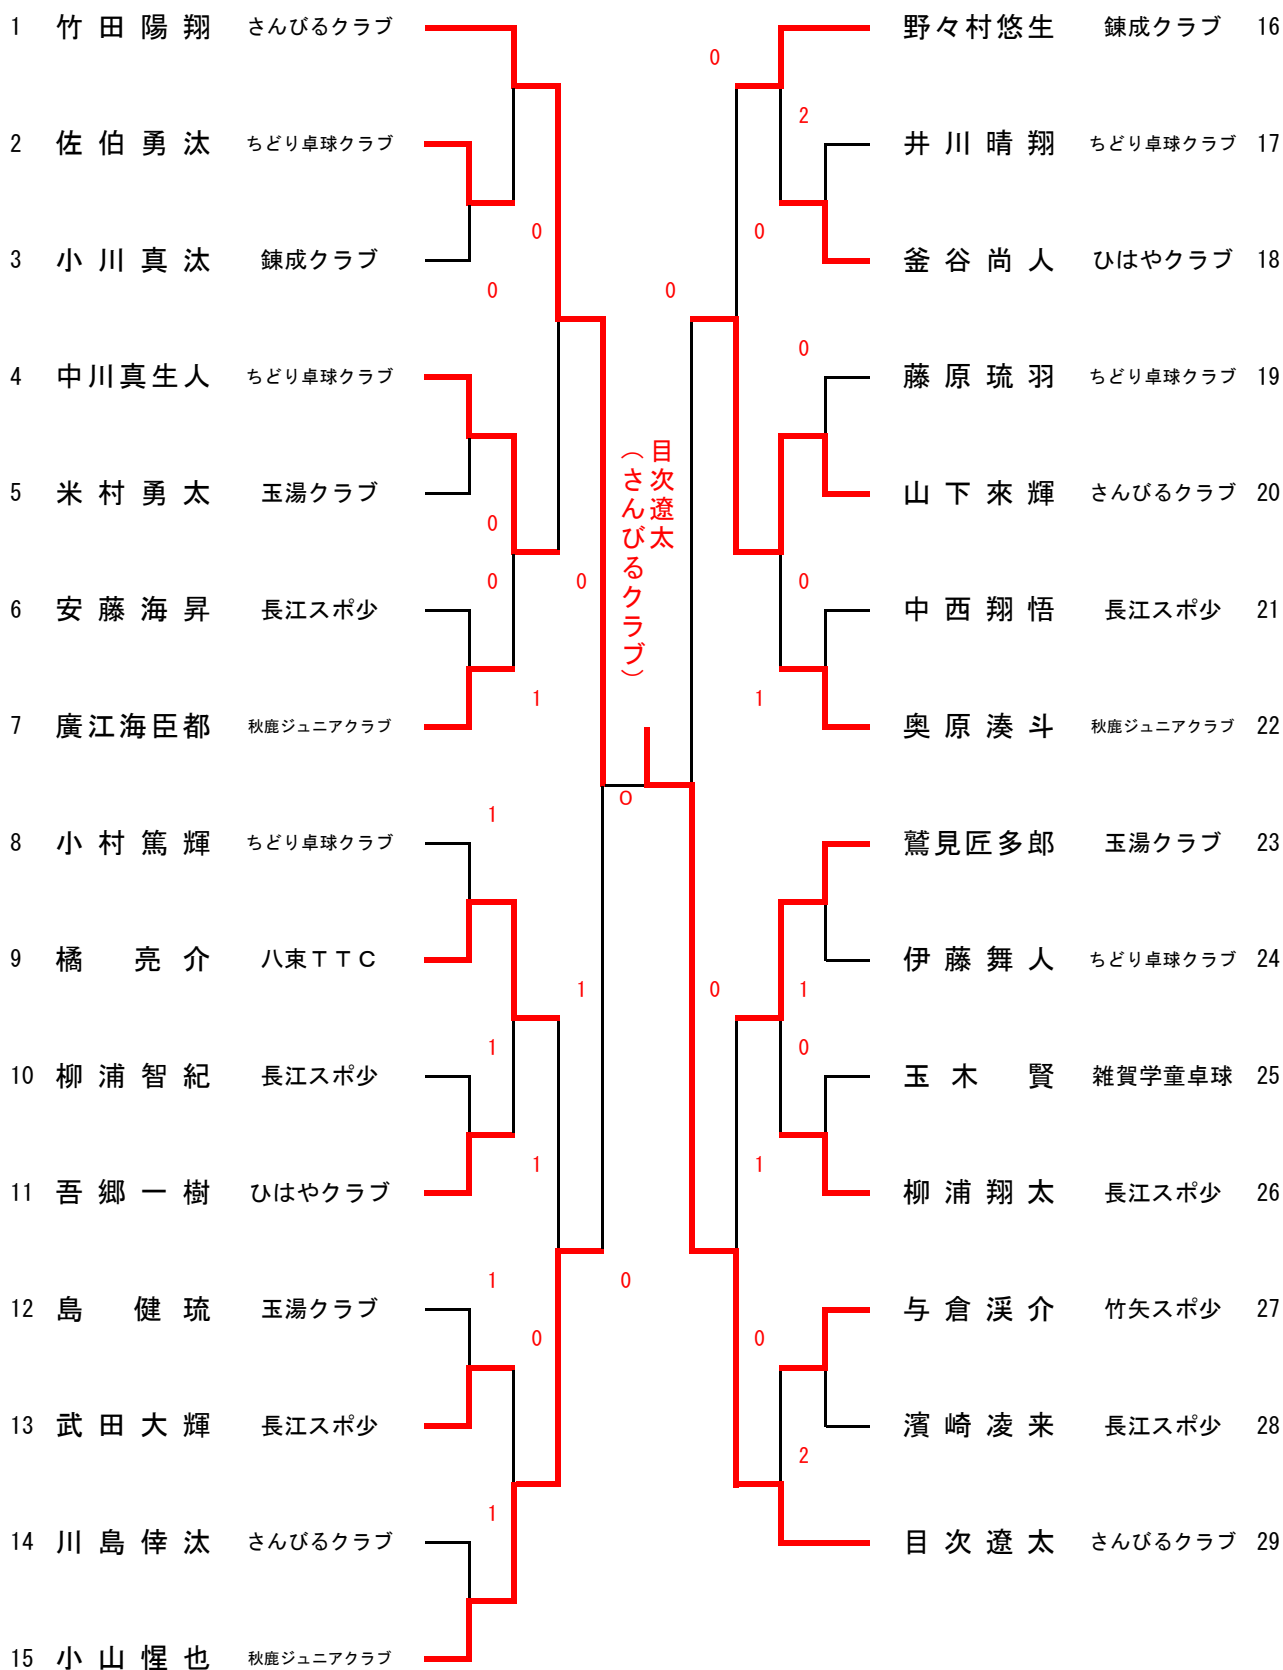 1 竹田陽翔 さんびるクラブ
2 佐伯勇汰 ちどり卓球クラブ
3 小川真汰 錬成クラブ
4 中川真生人 ちどり卓球クラブ
5 米村勇太 玉湯クラブ
6 安藤海昇 長江スポ少
7 廣江海臣都 秋鹿ジュニアクラブ
8 小村篤輝 ちどり卓球クラブ
9 橘亮介 八束ＴＴＣ
10 柳浦智紀 長江スポ少
11 吾郷一樹 ひはやクラブ
12 島健琉 玉湯クラブ
13 武田大輝 長江スポ少
14 川島倖汰 さんびるクラブ
15 小山惺也 秋鹿ジュニアクラブ
0
0
0
0
0
1
1
1
1
1
1
0
1
0
目次遼太
（さんびるクラブ）
0
0
0
2
0
0
0
1
0
1
0
1
0
2
野々村悠生 錬成クラブ 16
井川晴翔 ちどり卓球クラブ 17
釜谷尚人 ひはやクラブ 18
藤原琉羽 ちどり卓球クラブ 19
山下來輝 さんびるクラブ 20
中西翔悟 長江スポ少 21
奥原湊斗 秋鹿ジュニアクラブ 22
鷲見匠多郎 玉湯クラブ 23
伊藤舞人 ちどり卓球クラブ 24
玉木賢 雑賀学童卓球 25
柳浦翔太 長江スポ少 26
与倉渓介 竹矢スポ少 27
濱崎凌来 長江スポ少 28
目次遼太 さんびるクラブ 29